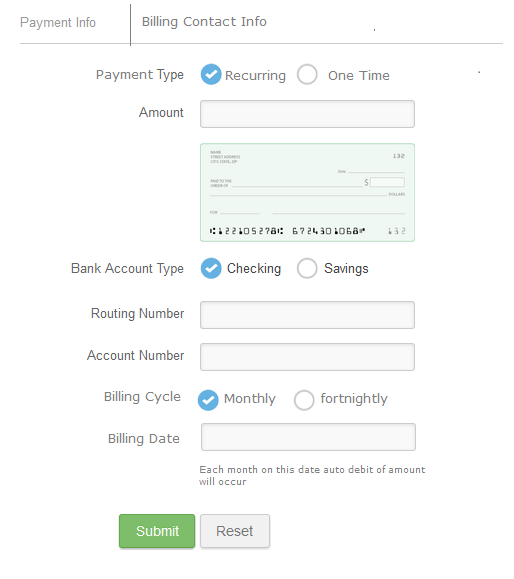 Payment Info
Billing Contact Info
Payment Type Recurring One Time
Amount
NAME 132
STREET ADDRESS
CITY, STATE, ZIP
Date
PAID TO THE
ORDER OF $
DOLLARS
FOR
⑆122105278⑆ 6724301068⑈ 132
Bank Account Type Checking Savings
Routing Number
Account Number
Billing Cycle Monthly fortnightly
Billing Date
Each month on this date auto debit of amount
will occur
Submit Reset